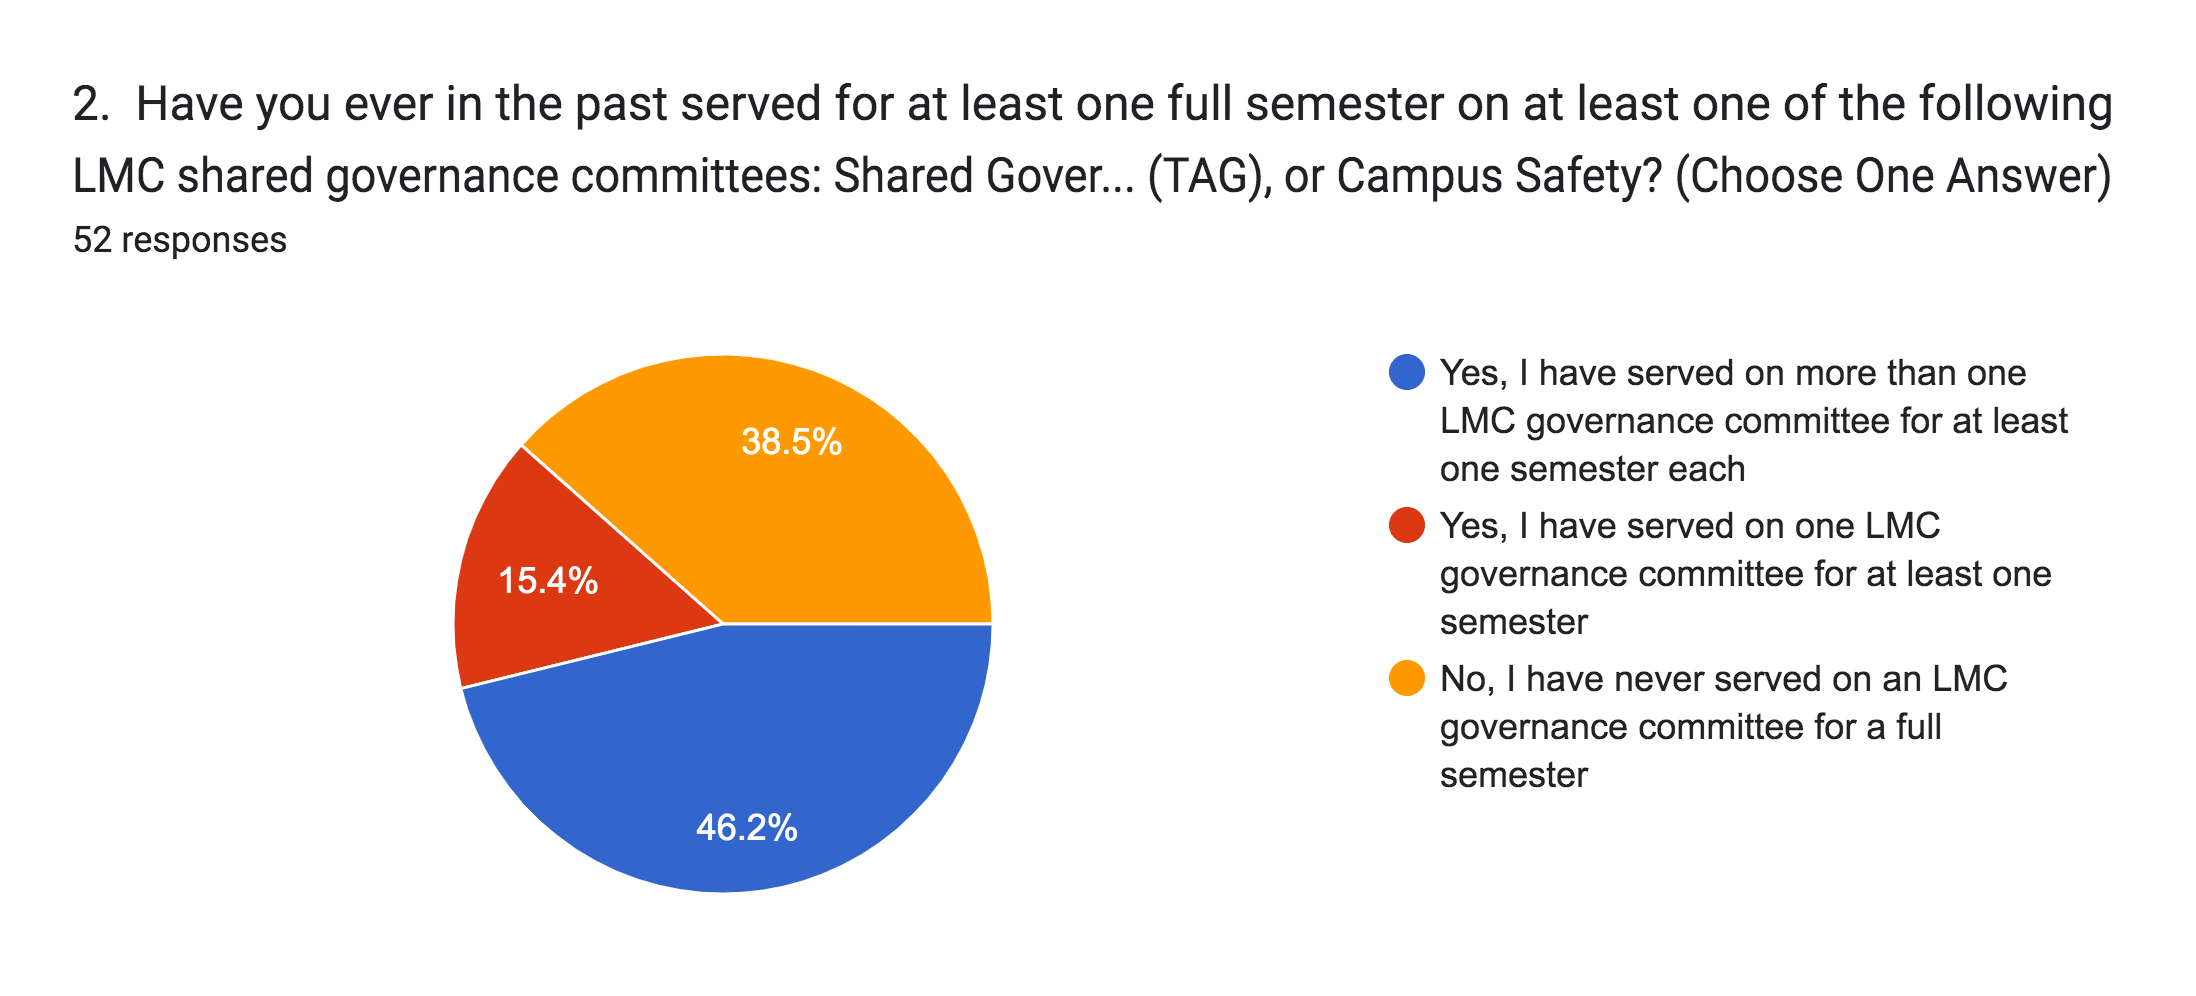 2.  Have you ever in the past served for at least one full semester on at least one of the following
LMC shared governance committees: Shared Gover... (TAG), or Campus Safety? (Choose One Answer)
52 responses
38.5%
15.4%
46.2%
Yes, I have served on more than one
LMC governance committee for at least
one semester each
Yes, I have served on one LMC
governance committee for at least one
semester
No, I have never served on an LMC
governance committee for a full
semester